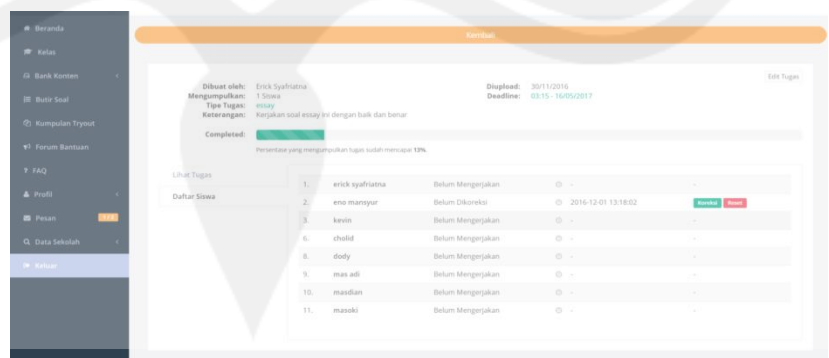 Beranda
Kelas
Bank Konten
Butir Soal
Kumpulan Tryout
Forum Bantuan
? FAQ
Profil
Pesan
Data Sekolah
Keluar
Kembali
Edit Tugas
Dibuat oleh: Erick Syafriatna
Diupload: 30/11/2016
Mengumpulkan: 1 Siswa
Deadline: 03:15 - 16/05/2017
Tipe Tugas: essay
Keterangan: Kerjakan soal essay ini dengan baik dan benar
Completed:
Persentase yang mengumpulkan tugas sudah mencapai 13%.
Lihat Tugas
Daftar Siswa
1. erick syafriatna Belum Mengerjakan - -
2. eno mansyur Belum Dikoreksi 2016-12-01 13:18:02 Koreksi Reset
3. kevin Belum Mengerjakan - -
6. cholid Belum Mengerjakan - -
8. dody Belum Mengerjakan - -
9. mas adi Belum Mengerjakan - -
10. masdian Belum Mengerjakan - -
11. masoki Belum Mengerjakan - -